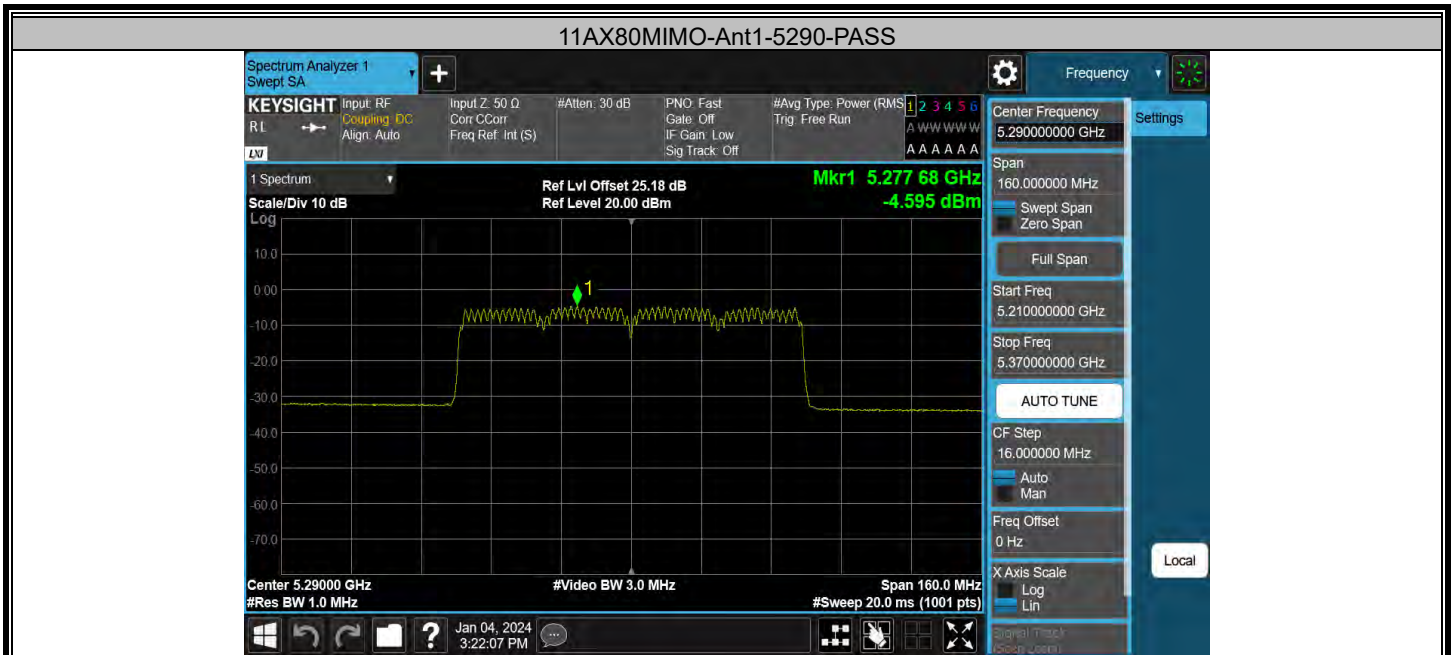 11AX80MIMO-Ant1-5290-PASS
Spectrum Analyzer 1
Swept SA
Frequency
KEYSIGHT
RL
LXI
Input: RF
Coupling: DC
Align: Auto
Input Z: 50 Ω
Corr CCorr
Freq Ref: Int (S)
#Atten: 30 dB
PNO: Fast
Gate: Off
IF Gain: Low
Sig Track: Off
#Avg Type: Power (RMS
Trig: Free Run
1 2 3 4 5 6
A W W W W W
A A A A A A
1 Spectrum
Scale/Div 10 dB
Log
Ref Lvl Offset 25.18 dB
Ref Level 20.00 dBm
Mkr1 5.277 68 GHz
-4.595 dBm
10.0
0.00
-10.0
-20.0
-30.0
-40.0
-50.0
-60.0
-70.0
1
Center 5.29000 GHz
#Res BW 1.0 MHz
#Video BW 3.0 MHz
Span 160.0 MHz
#Sweep 20.0 ms (1001 pts)
Jan 04, 2024
3:22:07 PM
Center Frequency
5.290000000 GHz
Span
160.000000 MHz
Swept Span
Zero Span
Full Span
Start Freq
5.210000000 GHz
Stop Freq
5.370000000 GHz
AUTO TUNE
CF Step
16.000000 MHz
Auto
Man
Freq Offset
0 Hz
X Axis Scale
Log
Lin
Signal Track
(Span Zoom)
Settings
Local